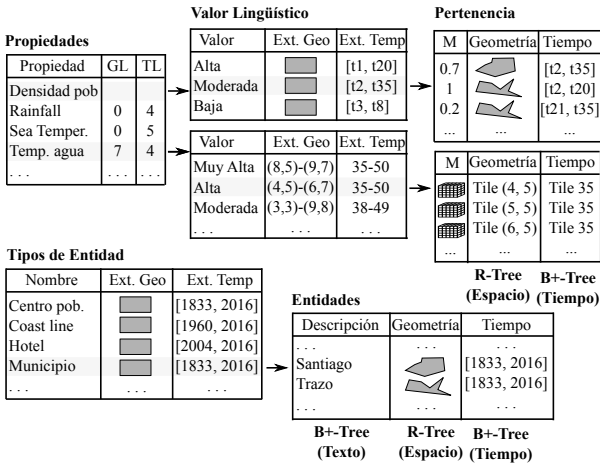 Valor Lingüístico
Pertenencia
Propiedades
Propiedad GL TL
Densidad pob
Rainfall 0 4
Sea Temper. 0 5
Temp. agua 7 4
. . .
Valor Ext. Geo Ext. Temp
Alta [t1, t20]
Moderada [t2, t35]
Baja [t3, t8]
M Geometría Tiempo
0.7 [t2, t35]
1 [t2, t20]
0.2 [t21, t35]
... ... ...
Valor Ext. Geo Ext. Temp
Muy Alta (8,5)-(9,7) 35-50
Alta (4,5)-(6,7) 35-50
Moderada (3,3)-(9,8) 38-49
. . . . . . . . .
M Geometría Tiempo
Tile (4, 5) Tile 35
Tile (5, 5) Tile 35
Tile (6, 5) Tile 35
... ... ...
R-Tree B+-Tree
(Espacio) (Tiempo)
Tipos de Entidad
Nombre Ext. Geo Ext. Temp
Centro pob. [1833, 2016]
Coast line [1960, 2016]
Hotel [2004, 2016]
Municipio [1833, 2016]
. . . . . . . . .
Entidades
Descripción Geometría Tiempo
. . . . . . . . .
Santiago [1833, 2016]
Trazo [1833, 2016]
. . . . . . . . .
B+-Tree R-Tree B+-Tree
(Texto) (Espacio) (Tiempo)